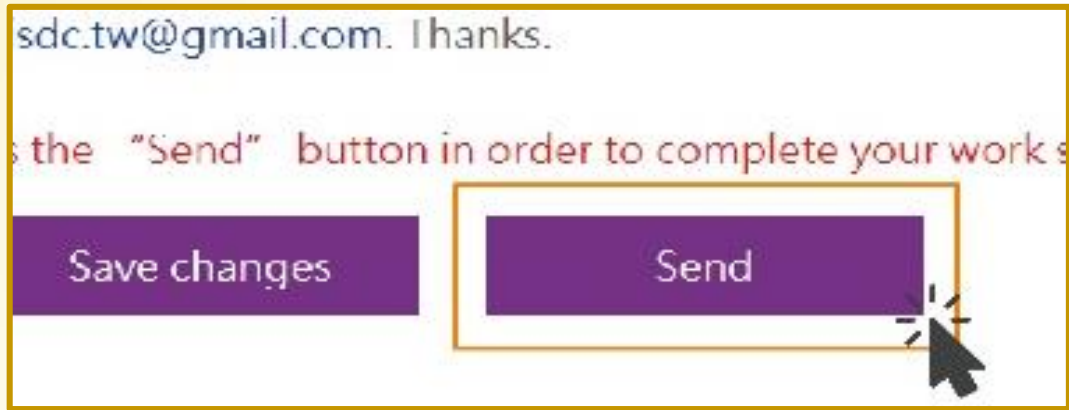 sdc.tw@gmail.com. Thanks.
the “Send” button in order to complete your work
Save changes
Send